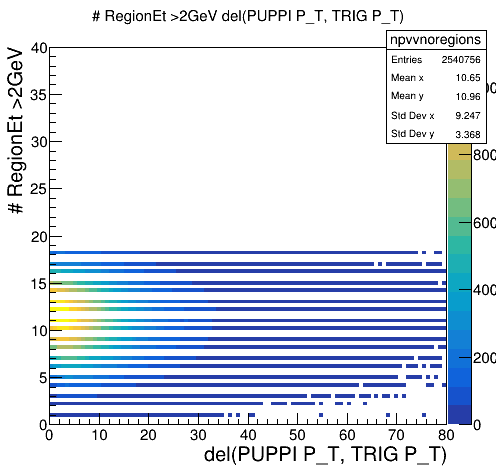 # RegionEt >2GeV del(PUPPI P_T, TRIG P_T)
npvvnoregions
Entries 2540756
Mean x 10.65
Mean y 10.96
Std Dev x 9.247
Std Dev y 3.368
# RegionEt >2GeV
40
35
30
25
20
15
10
5
0
800
600
400
200
0
0 10 20 30 40 50 60 70 80
del(PUPPI P_T, TRIG P_T)